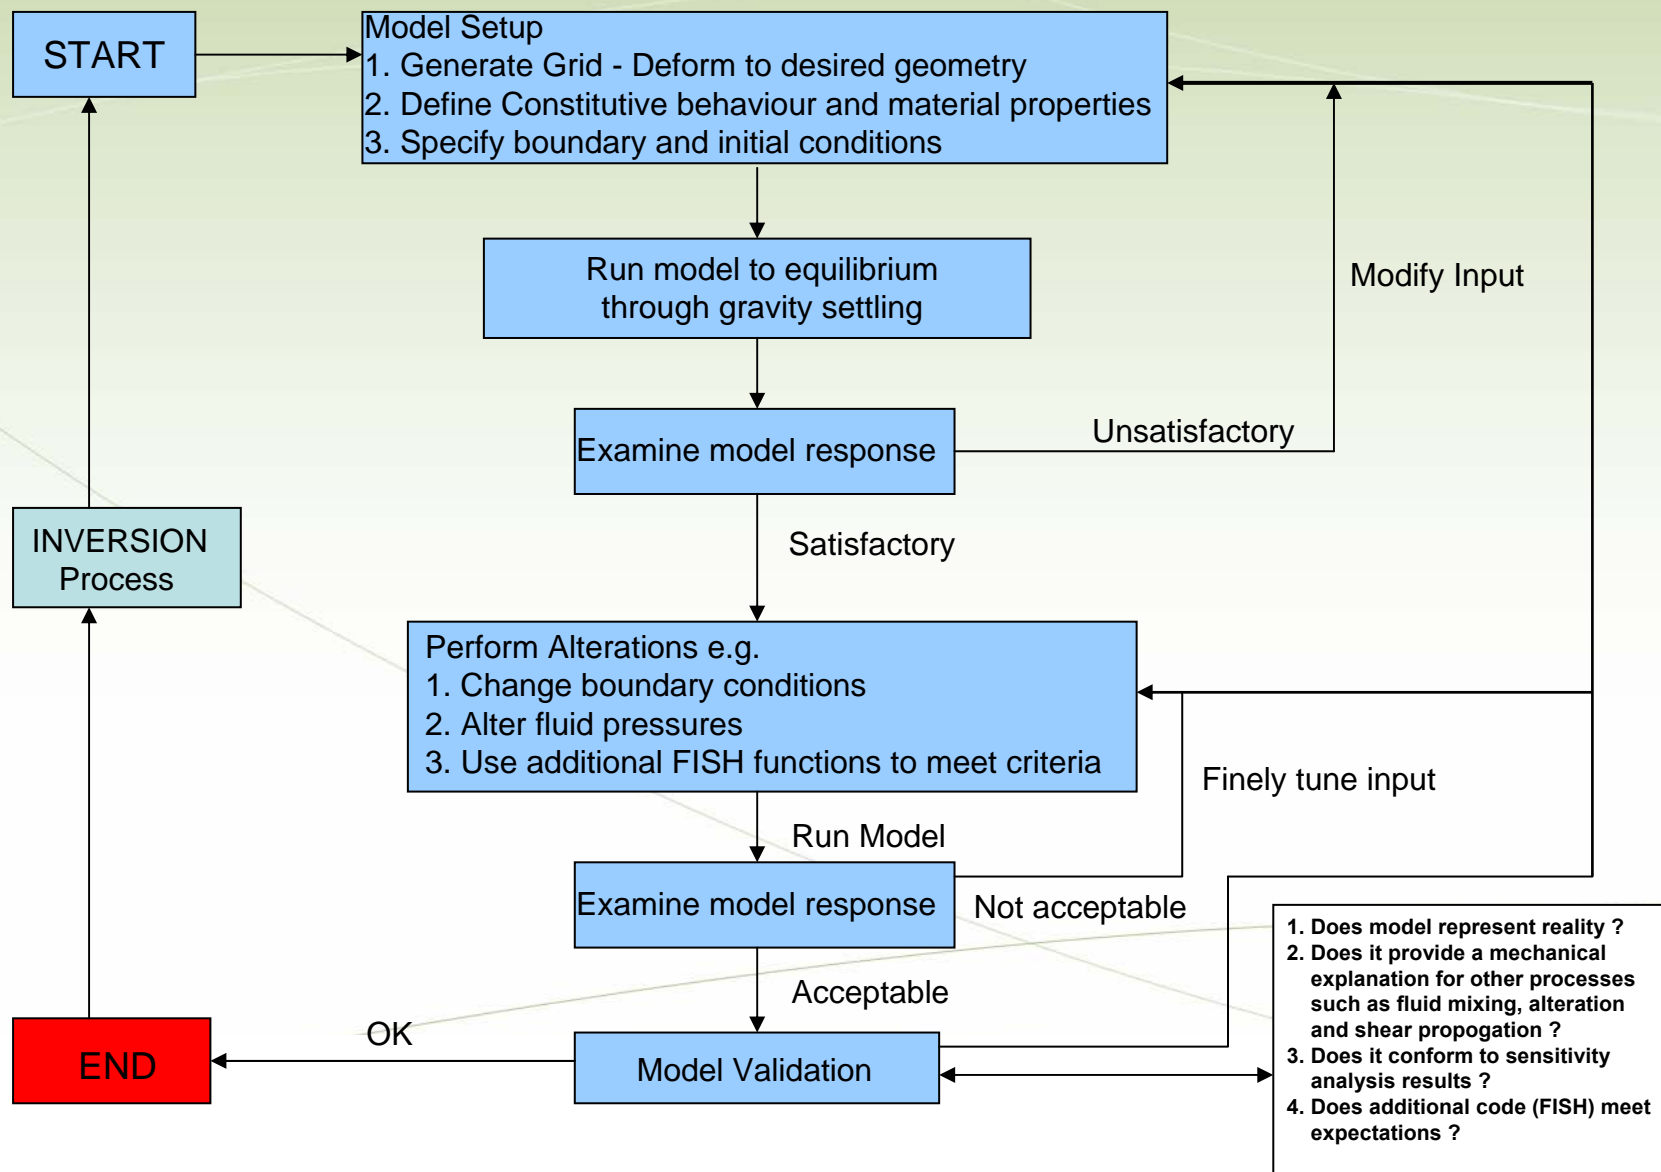 START
Model Setup
1. Generate Grid - Deform to desired geometry
2. Define Constitutive behaviour and material properties
3. Specify boundary and initial conditions
Run model to equilibrium
through gravity settling
Modify Input
Examine model response
Unsatisfactory
Satisfactory
INVERSION
Process
Perform Alterations e.g.
1. Change boundary conditions
2. Alter fluid pressures
3. Use additional FISH functions to meet criteria
Finely tune input
Run Model
Examine model response
Not acceptable
Acceptable
1. Does model represent reality ?
2. Does it provide a mechanical
explanation for other processes
such as fluid mixing, alteration
and shear propogation ?
3. Does it conform to sensitivity
analysis results ?
4. Does additional code (FISH) meet
expectations ?
OK
END
Model Validation